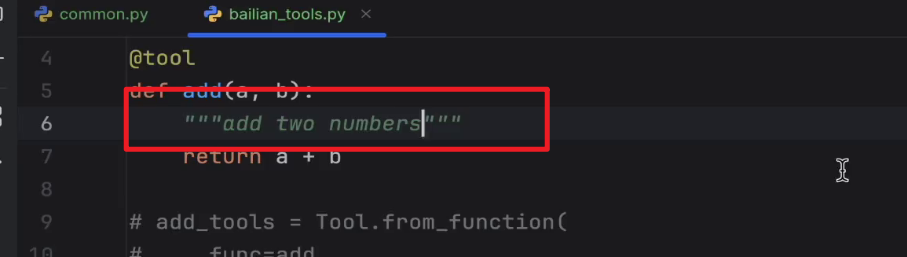 common.py bailian_tools.py
4 @tool
5 def add(a, b):
6 """add two numbers"""
7 return a + b
8
9 # add_tools = Tool.from_function(
10 # func=add